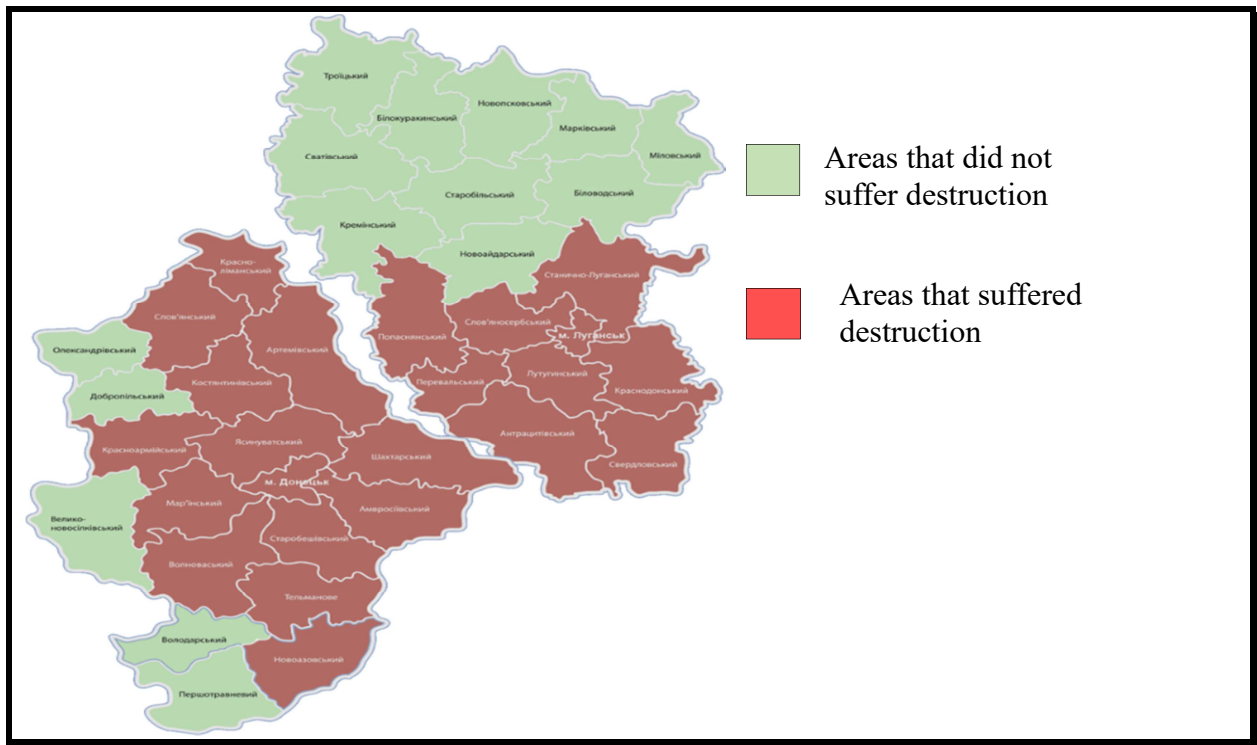 Троїцький
Білокуракинський
Новопсковський
Марківський
Міловський
Сватівський
Старобільський
Біловодський
Кремінський
Новоайдарський
Станично-Луганський
Попаснянський
Слов'яносербський
м. Луганськ
Перевальський
Лутугинський
Краснодонський
Антрацитівський
Свердловський
Красно-
ліманський
Слов'янський
Олександрівський
Артемівський
Добропільський
Костянтинівський
Красноармійський
Ясинуватський
Шахтарський
м. Донецьк
Мар'їнський
Амвросіївський
Велико-
новосілківський
Старобешівський
Волноваський
Тельманове
Володарський
Новоазовський
Першотравневий
Areas that did not
suffer destruction
Areas that suffered
destruction